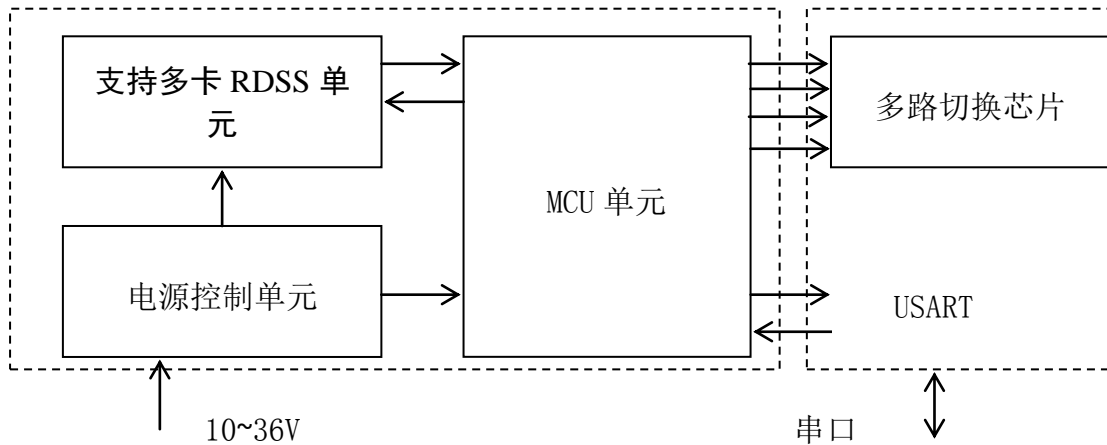 支持多卡 RDSS 单
元
多路切换芯片
MCU 单元
电源控制单元
USART
10~36V
串口